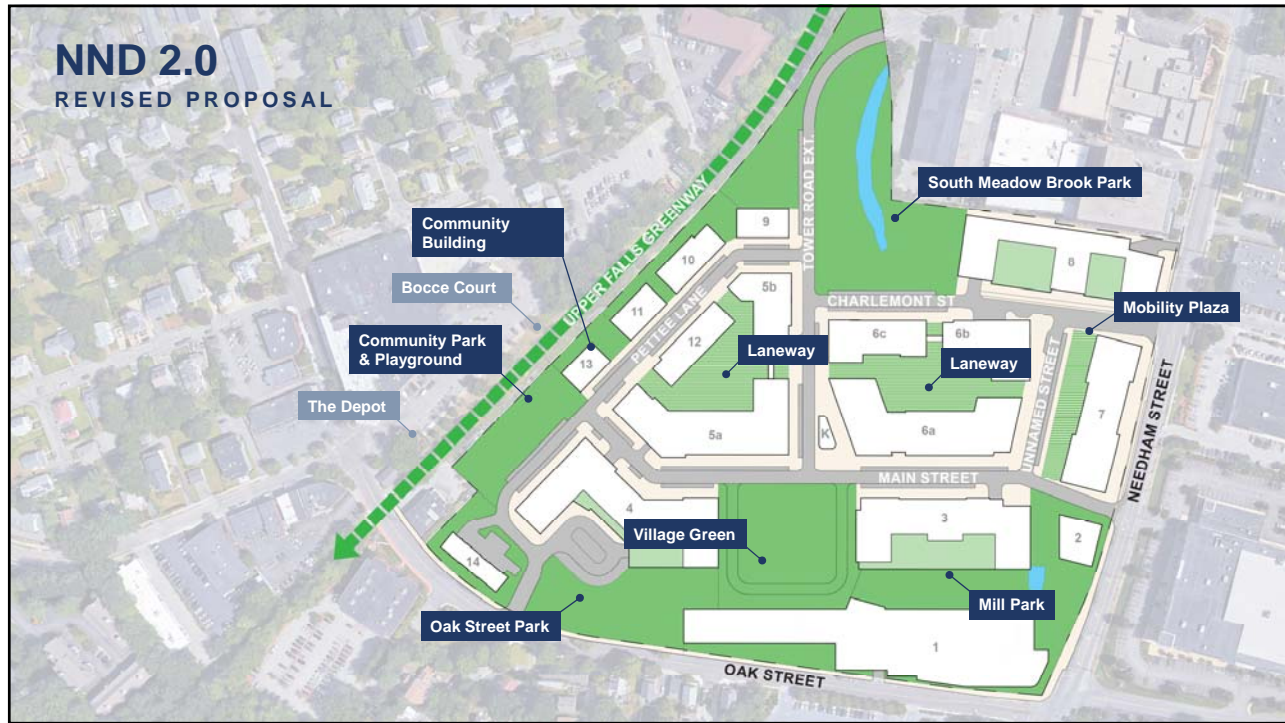 NND 2.0
REVISED PROPOSAL
UPPER FALLS GREENWAY
TOWER ROAD EXT.
South Meadow Brook Park
Community
Building
9
10
8
Bocce Court
5b
CHARLEMONT ST
Mobility Plaza
11
Community Park
& Playground
PETTEE LANE
12
6c
6b
Laneway
Laneway
13
UNNAMED STREET
7
NEEDHAM STREET
The Depot
5a
6a
K
MAIN STREET
4
3
Village Green
2
14
Mill Park
Oak Street Park
1
OAK STREET